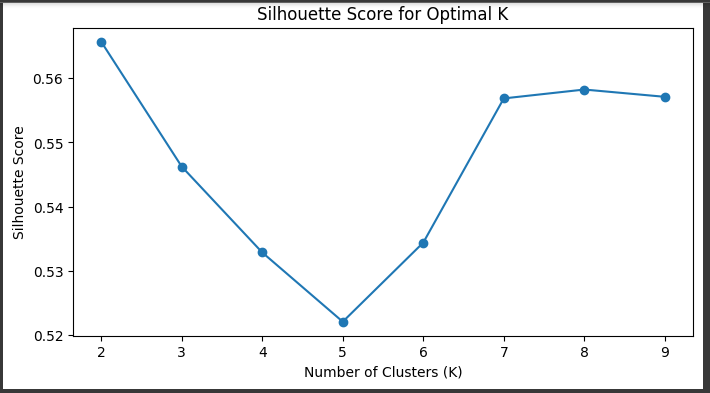 Silhouette Score for Optimal K
0.56
0.55
0.54
0.53
0.52
Silhouette Score
2 3 4 5 6 7 8 9
Number of Clusters (K)